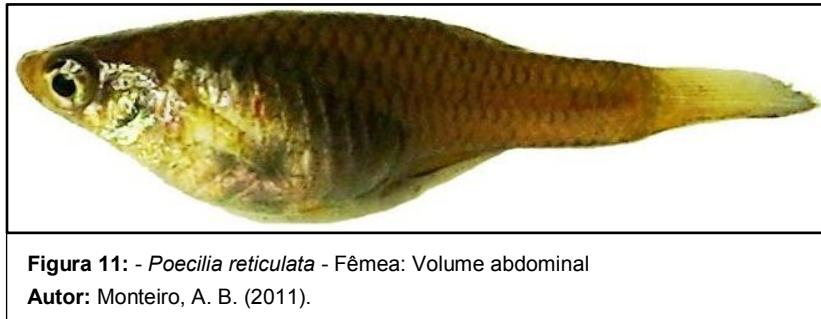 Figura 11: - Poecilia reticulata - Fêmea: Volume abdominal
Autor: Monteiro, A. B. (2011).